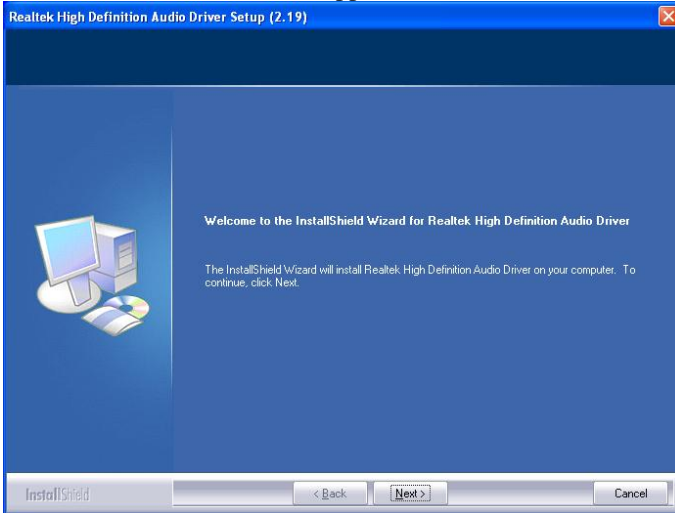 Realtek High Definition Audio Driver Setup (2.19)
Welcome to the InstallShield Wizard for Realtek High Definition Audio Driver
The InstallShield Wizard will install Realtek High Definition Audio Driver on your computer. To
continue, click Next.
InstallShield
< Back Next > Cancel